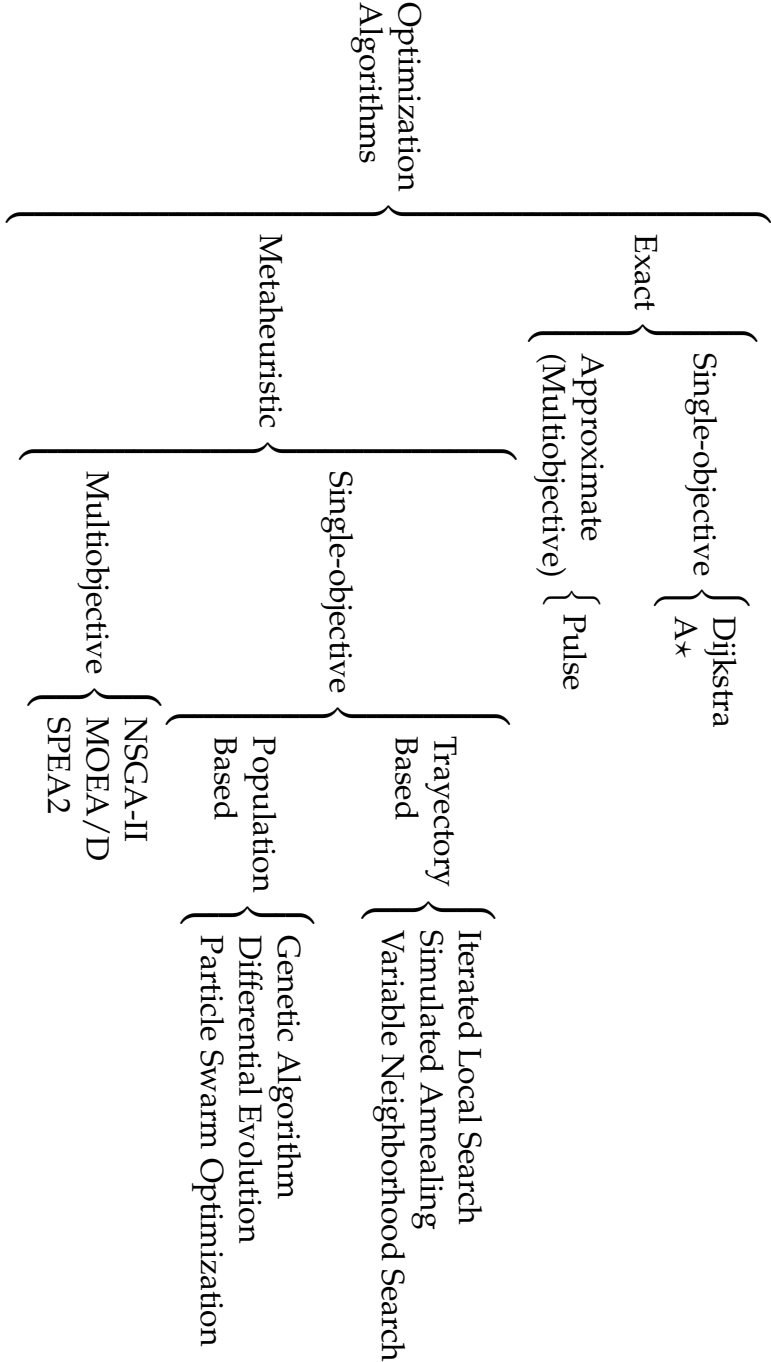 Optimization
Algorithms
Exact
Single-objective
Dijkstra
A⋆
Approximate
(Multiobjective)
Pulse
Metaheuristic
Single-objective
Trayectory
Based
Iterated Local Search
Simulated Annealing
Variable Neighborhood Search
Population
Based
Genetic Algorithm
Differential Evolution
Particle Swarm Optimization
Multiobjective
NSGA-II
MOEA/D
SPEA2